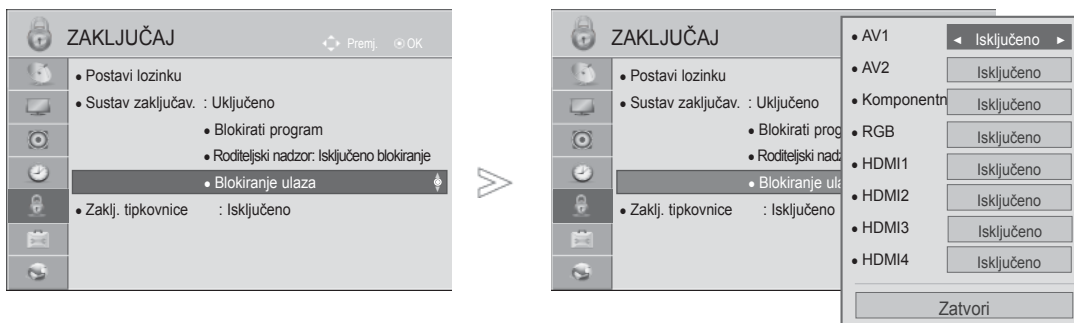 ZAKLJUČAJ
Premj. OK
• Postavi lozinku
• Sustav zaključav. : Uključeno
• Blokirati program
• Roditeljski nadzor: Isključeno blokiranje
• Blokiranje ulaza
• Zaklj. tipkovnice : Isključeno
ZAKLJUČAJ
• Postavi lozinku
• Sustav zaključav. : Uključeno
• Blokirati prog
• Roditeljski nadz
• Blokiranje ula
• Zaklj. tipkovnice : Isključeno
• AV1 ◄ Isključeno ►
• AV2 Isključeno
• Komponentn Isključeno
• RGB Isključeno
• HDMI1 Isključeno
• HDMI2 Isključeno
• HDMI3 Isključeno
• HDMI4 Isključeno
Zatvori